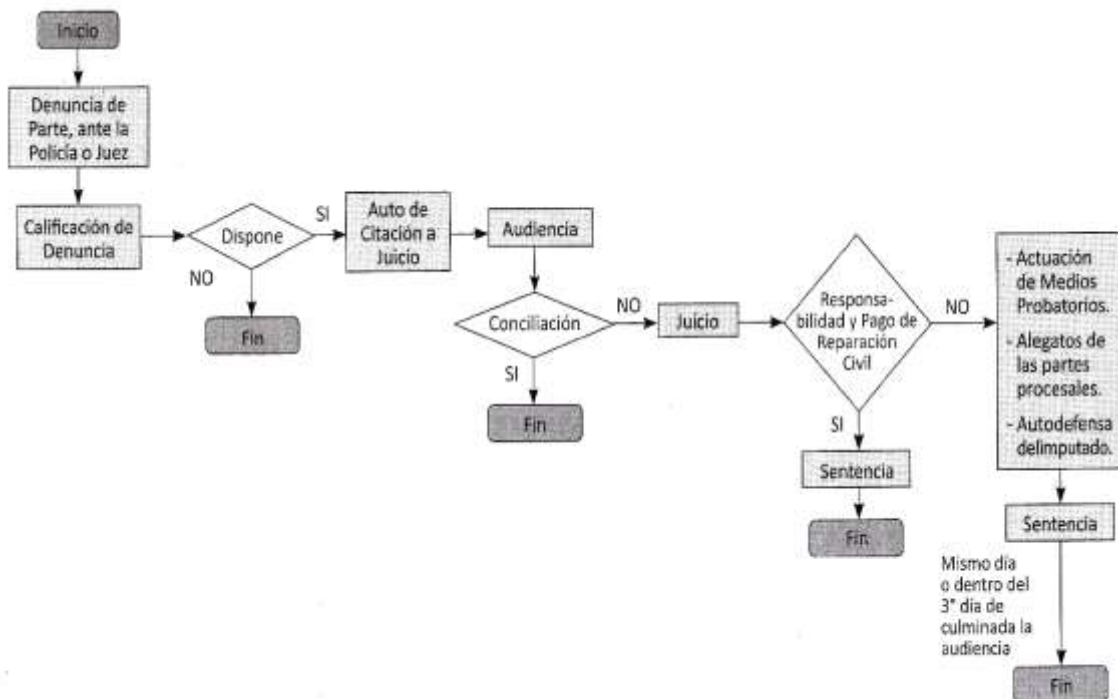 Inicio
Denuncia de
Parte, ante la
Policía o Juez
Calificación de
Denuncia
Dispone
SI
NO
Fin
Auto de
Citación a
Juicio
Audiencia
Conciliación
NO
SI
Fin
Juicio
Responsa-
bilidad y Pago de
Reparación
Civil
NO
SI
Sentencia
Fin
- Actuación
de Medios
Probatorios.
- Alegatos de
las partes
procesales.
- Autodefensa
delimputado.
Sentencia
Mismo día
o dentro del
3° día de
culminada la
audiencia
Fin